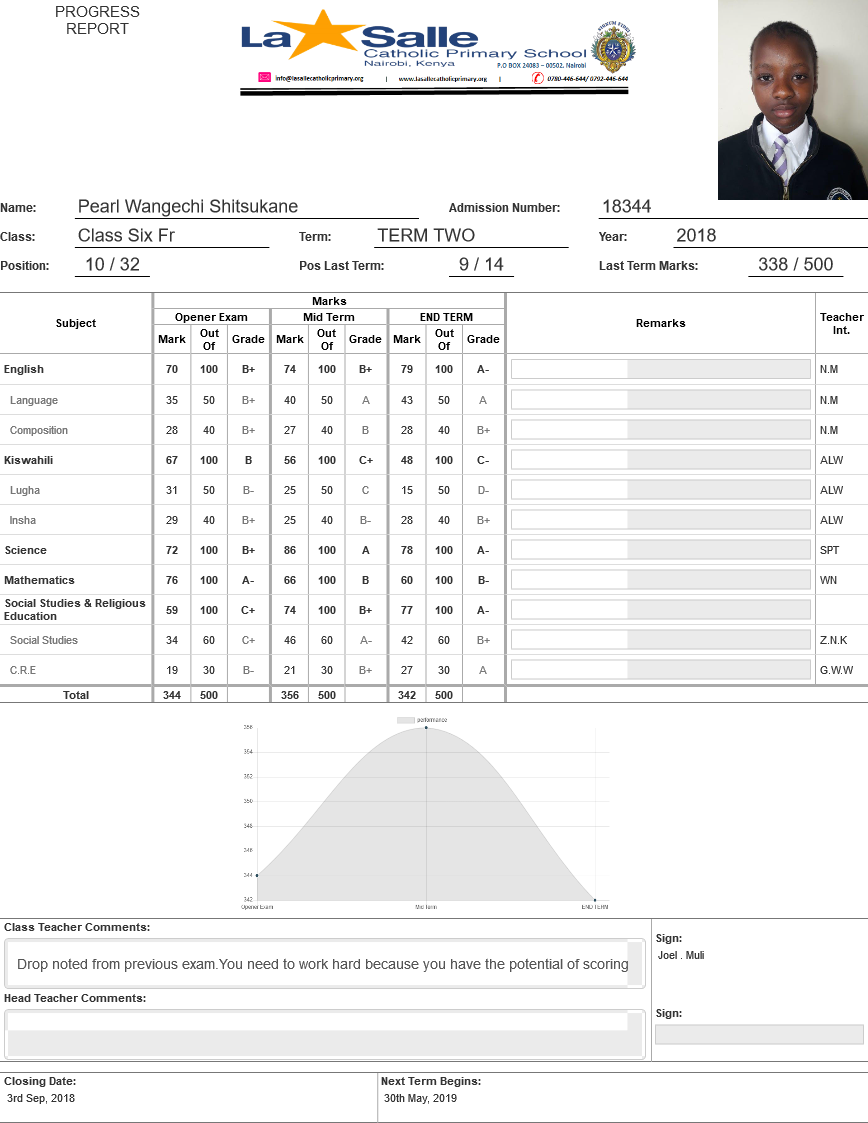 PROGRESS
REPORT
La Salle
Catholic Primary School
Nairobi, Kenya
P.O BOX 24083 – 00502, Nairobi
info@lasallecatholicprimary.org | www.lasallecatholicprimary.org | 0780-446-644/ 0792-446-644
Name: Pearl Wangechi Shitsukane Admission Number: 18344
Class: Class Six Fr Term: TERM TWO Year: 2018
Position: 10 / 32 Pos Last Term: 9 / 14 Last Term Marks: 338 / 500
Subject Marks Remarks Teacher Int.
Opener Exam Mid Term END TERM
Mark Out Of Grade Mark Out Of Grade Mark Out Of Grade
English 70 100 B+ 74 100 B+ 79 100 A- N.M
Language 35 50 B+ 40 50 A 43 50 A N.M
Composition 28 40 B+ 27 40 B 28 40 B+ N.M
Kiswahili 67 100 B 56 100 C+ 48 100 C- ALW
Lugha 31 50 B- 25 50 C 15 50 D- ALW
Insha 29 40 B+ 25 40 B- 28 40 B+ ALW
Science 72 100 B+ 86 100 A 78 100 A- SPT
Mathematics 76 100 A- 66 100 B 60 100 B- WN
Social Studies & Religious Education 59 100 C+ 74 100 B+ 77 100 A-
Social Studies 34 60 C+ 46 60 A- 42 60 B+ Z.N.K
C.R.E 19 30 B- 21 30 B+ 27 30 A G.W.W
Total 344 500 356 500 342 500
performance
356
354
352
350
348
346
344
342
Opener Exam Mid Term END TERM
Class Teacher Comments:
Drop noted from previous exam.You need to work hard because you have the potential of scoring
Sign:
Joel . Muli
Head Teacher Comments:
Sign:
Closing Date: Next Term Begins:
3rd Sep, 2018 30th May, 2019